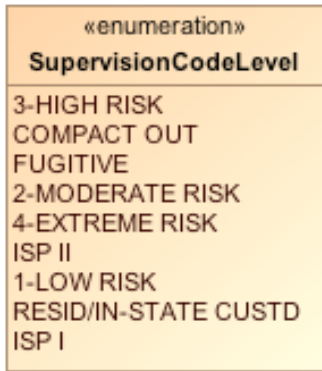 «enumeration»
SupervisionCodeLevel
3-HIGH RISK
COMPACT OUT
FUGITIVE
2-MODERATE RISK
4-EXTREME RISK
ISP II
1-LOW RISK
RESID/IN-STATE CUSTD
ISP I